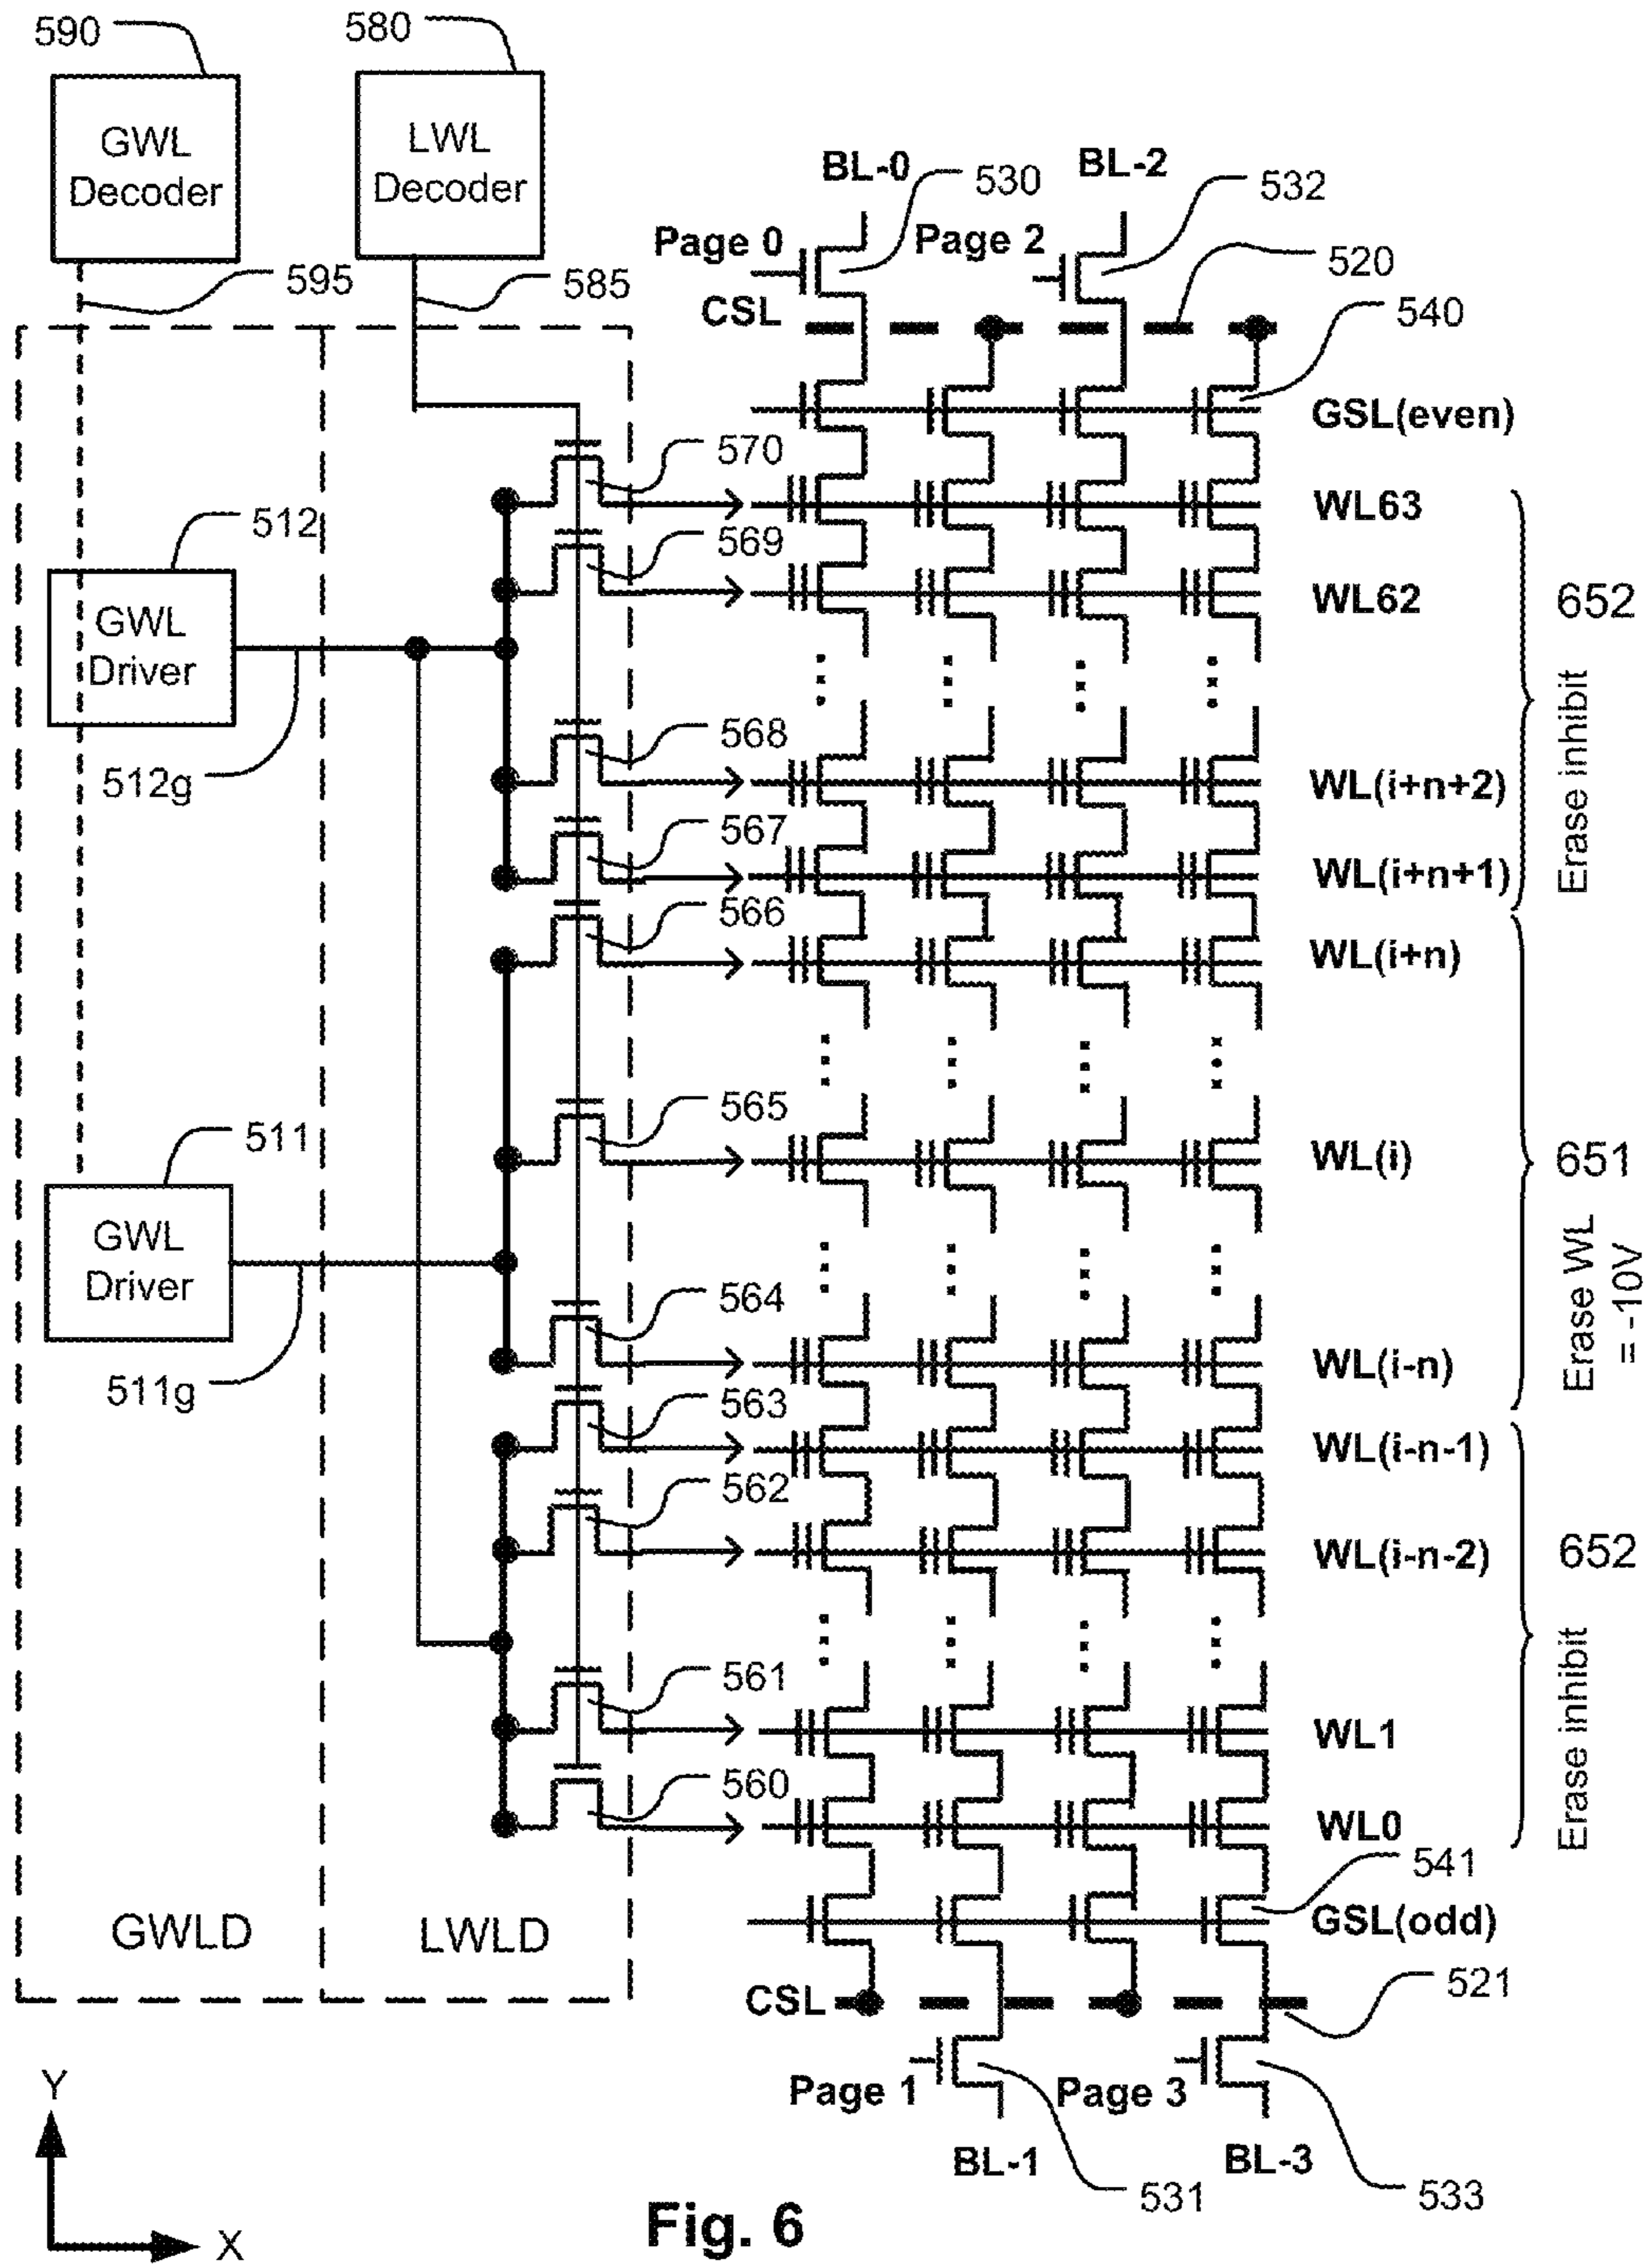 590
580
GWL
Decoder
LWL
Decoder
BL-0
530
BL-2
532
Page 0
Page 2
520
595
585
CSL
540
GSL(even)
570
WL63
512
569
WL62
652
GWL
Driver
Erase inhibit
568
512g
WL(i+n+2)
567
WL(i+n+1)
566
WL(i+n)
565
511
WL(i)
651
GWL
Driver
Erase WL
= -10V
564
511g
WL(i-n)
563
WL(i-n-1)
562
WL(i-n-2)
652
561
WL1
Erase inhibit
560
WL0
541
GWLD
LWLD
GSL(odd)
CSL
521
Y
Page 1
Page 3
BL-1
BL-3
531
533
X
Fig. 6